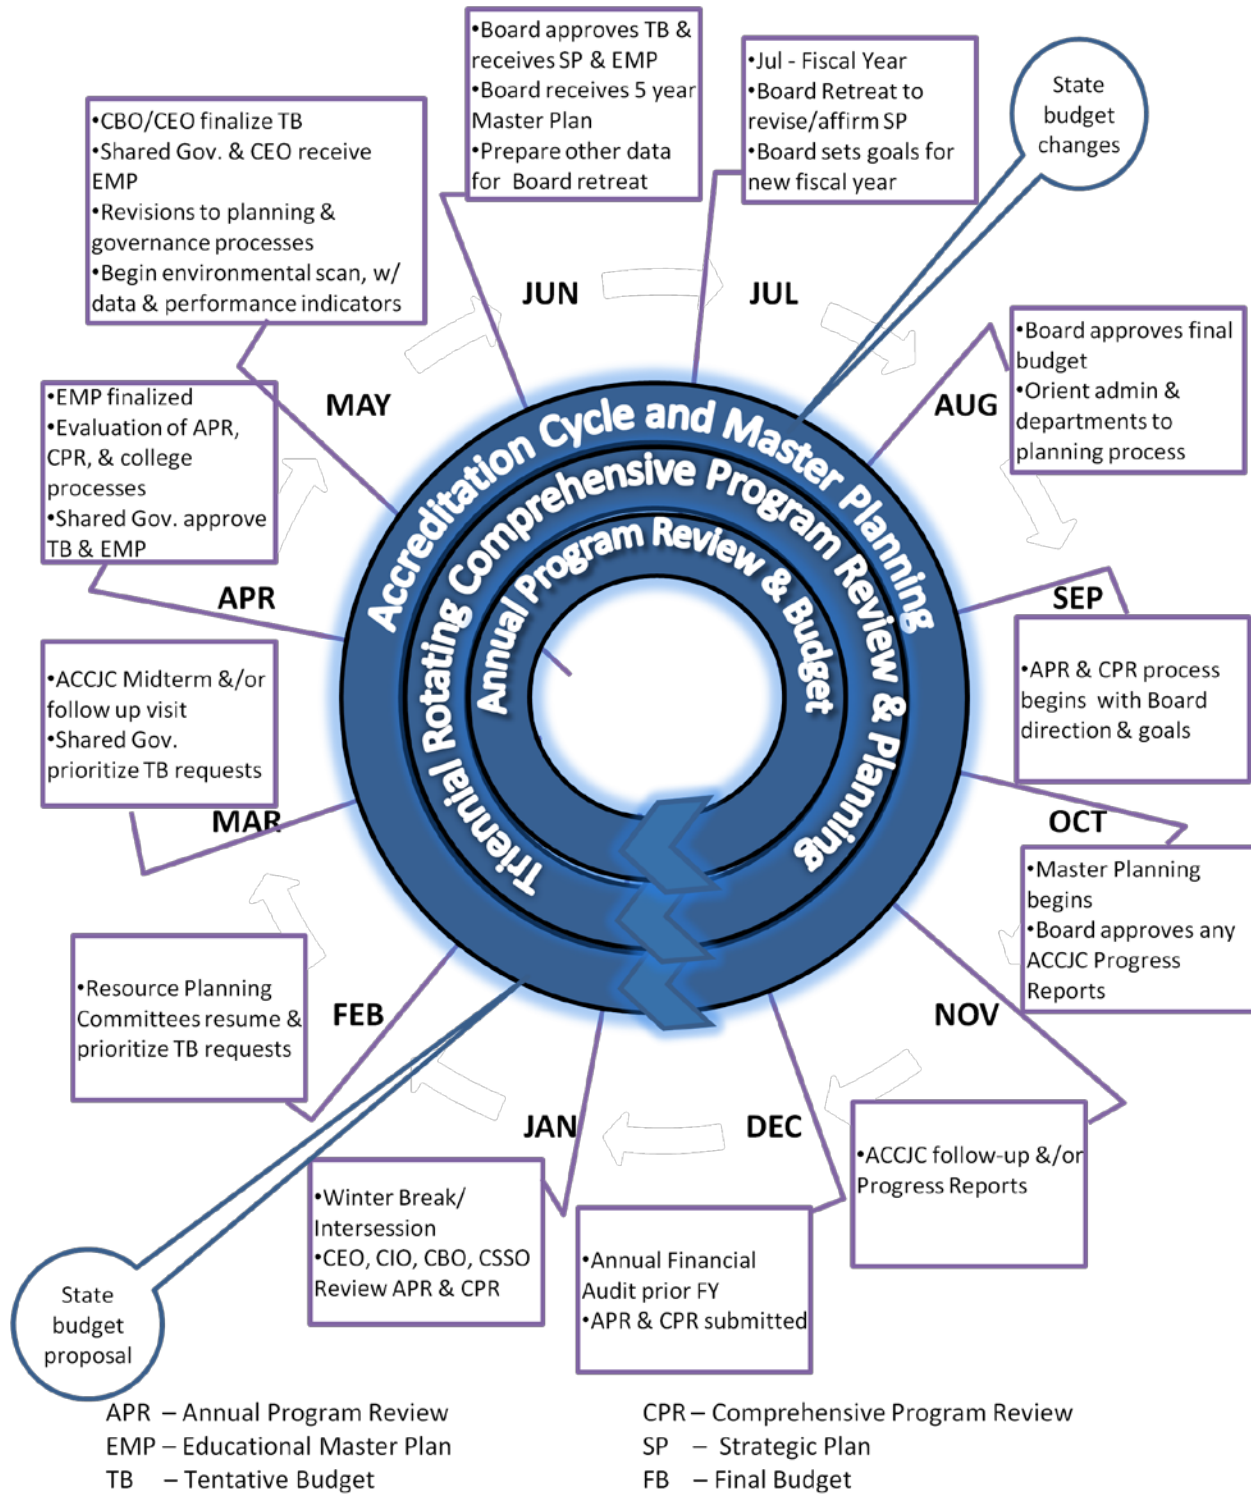 •Board approves TB &
receives SP & EMP
•Board receives 5 year
Master Plan
•Prepare other data
for Board retreat
•Jul - Fiscal Year
•Board Retreat to
revise/affirm SP
•Board sets goals for
new fiscal year
State
budget
changes
•CBO/CEO finalize TB
•Shared Gov. & CEO receive
EMP
•Revisions to planning &
governance processes
•Begin environmental scan, w/
data & performance indicators
JUN
JUL
•Board approves final
budget
•Orient admin &
departments to
planning process
MAY
AUG
•EMP finalized
•Evaluation of APR,
CPR, & college
processes
•Shared Gov. approve
TB & EMP
Accreditation Cycle and Master Planning
Triennial Rotating Comprehensive Program Review & Planning
Annual Program Review & Budget
APR
SEP
•ACCJC Midterm &/or
follow up visit
•Shared Gov.
prioritize TB requests
•APR & CPR process
begins with Board
direction & goals
MAR
OCT
•Master Planning
begins
•Board approves any
ACCJC Progress
Reports
•Resource Planning
Committees resume &
prioritize TB requests
FEB
NOV
JAN
DEC
•ACCJC follow-up &/or
Progress Reports
•Winter Break/
Intersession
•CEO, CIO, CBO, CSSO
Review APR & CPR
•Annual Financial
Audit prior FY
•APR & CPR submitted
State
budget
proposal
APR – Annual Program Review
EMP – Educational Master Plan
TB – Tentative Budget
CPR – Comprehensive Program Review
SP – Strategic Plan
FB – Final Budget